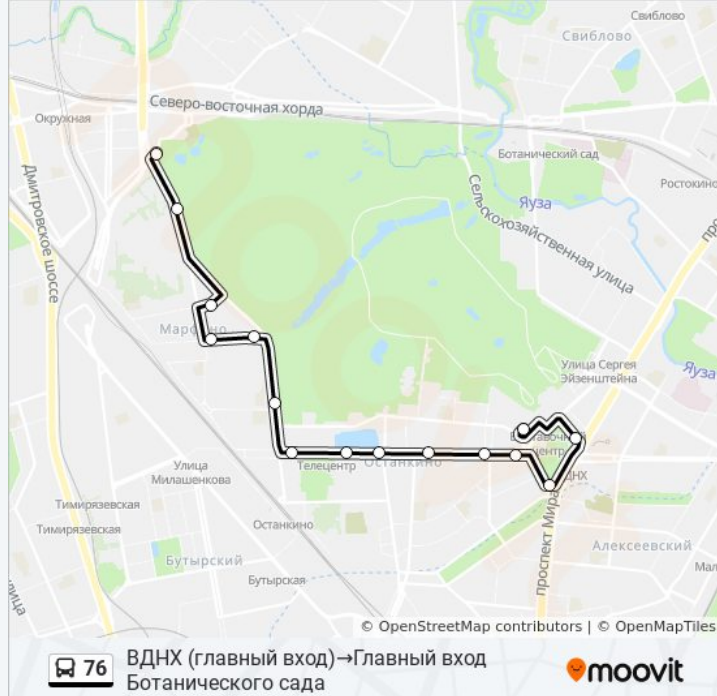 Свиблово
Свиблово
Северо-восточная хорда
Окружная
Ботанический сад
Ростокино
Дмитровское шоссе
Сельскохозяйственная улица
Яуза
Марфино
Улица Сергея
Эйзенштейна
Яуза
Телецентр
Останкино
Улица
Милашенкова
Тимирязевская
Тимирязевская
Останкино
Бутырский
Бутырская
проспект Мира
Алексеевский
улица
© OpenStreetMap contributors | © OpenMapTiles
76
ВДНХ (главный вход)→Главный вход
Ботанического сада
moovit